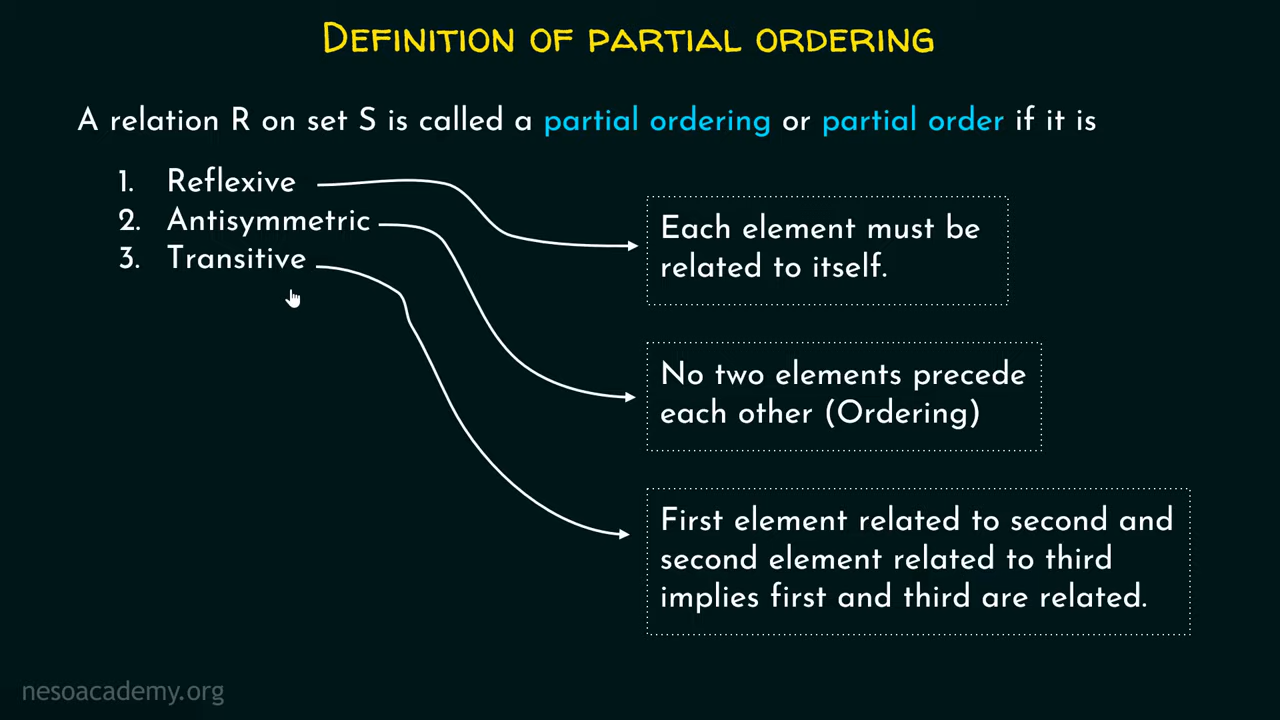 DEFINITION OF PARTIAL ORDERING
A relation R on set S is called a partial ordering or partial order if it is
1. Reflexive
2. Antisymmetric
3. Transitive
Each element must be
related to itself.
No two elements precede
each other (Ordering)
First element related to second and
second element related to third
implies first and third are related.
nesoacademy.org